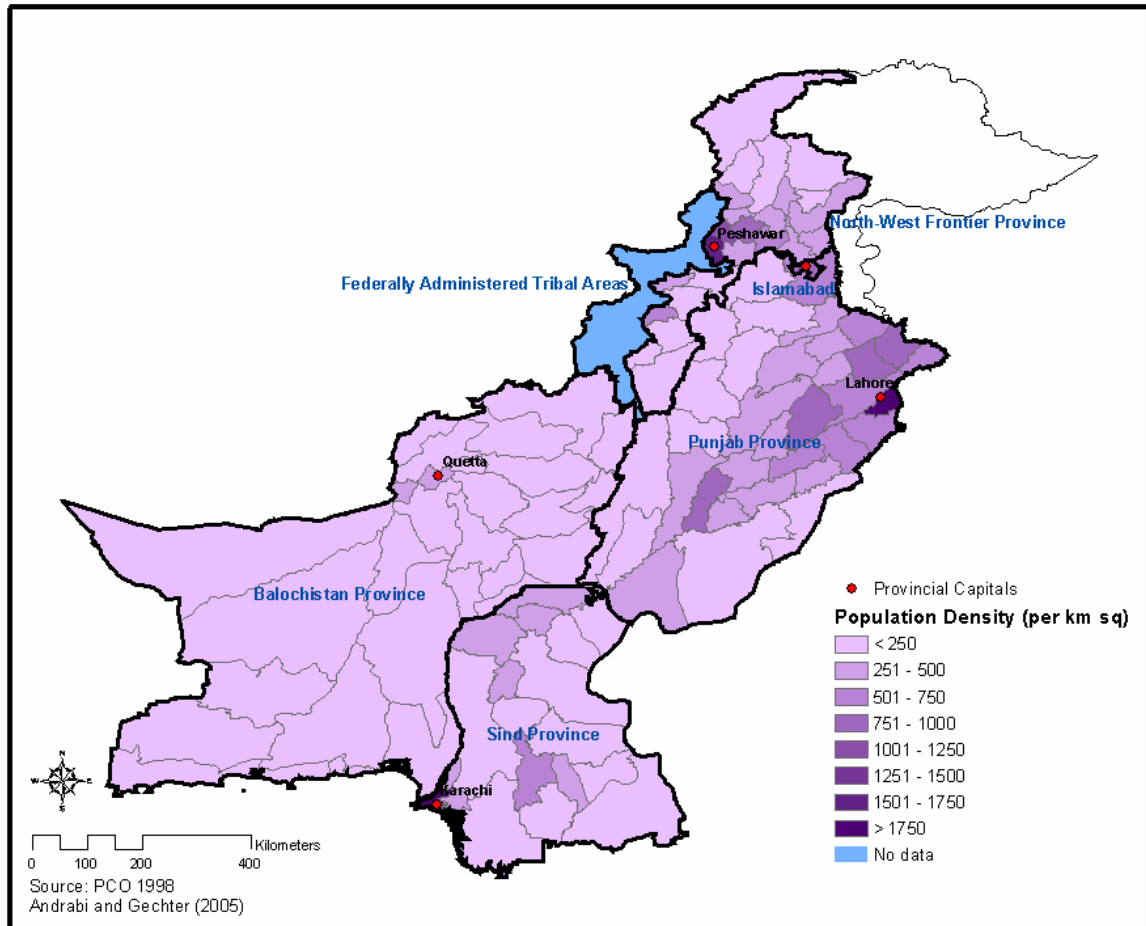 North-West Frontier Province
Peshawar
Federally Administered Tribal Areas
Islamabad
Lahore
Punjab Province
Quetta
Balochistan Province
Provincial Capitals
Population Density (per km sq)
< 250
251 - 500
501 - 750
751 - 1000
1001 - 1250
1251 - 1500
1501 - 1750
> 1750
No data
Sind Province
Karachi
N
W E
S
Kilometers
0 100 200 400
Source: PCO 1998
Andrabi and Gechter (2005)